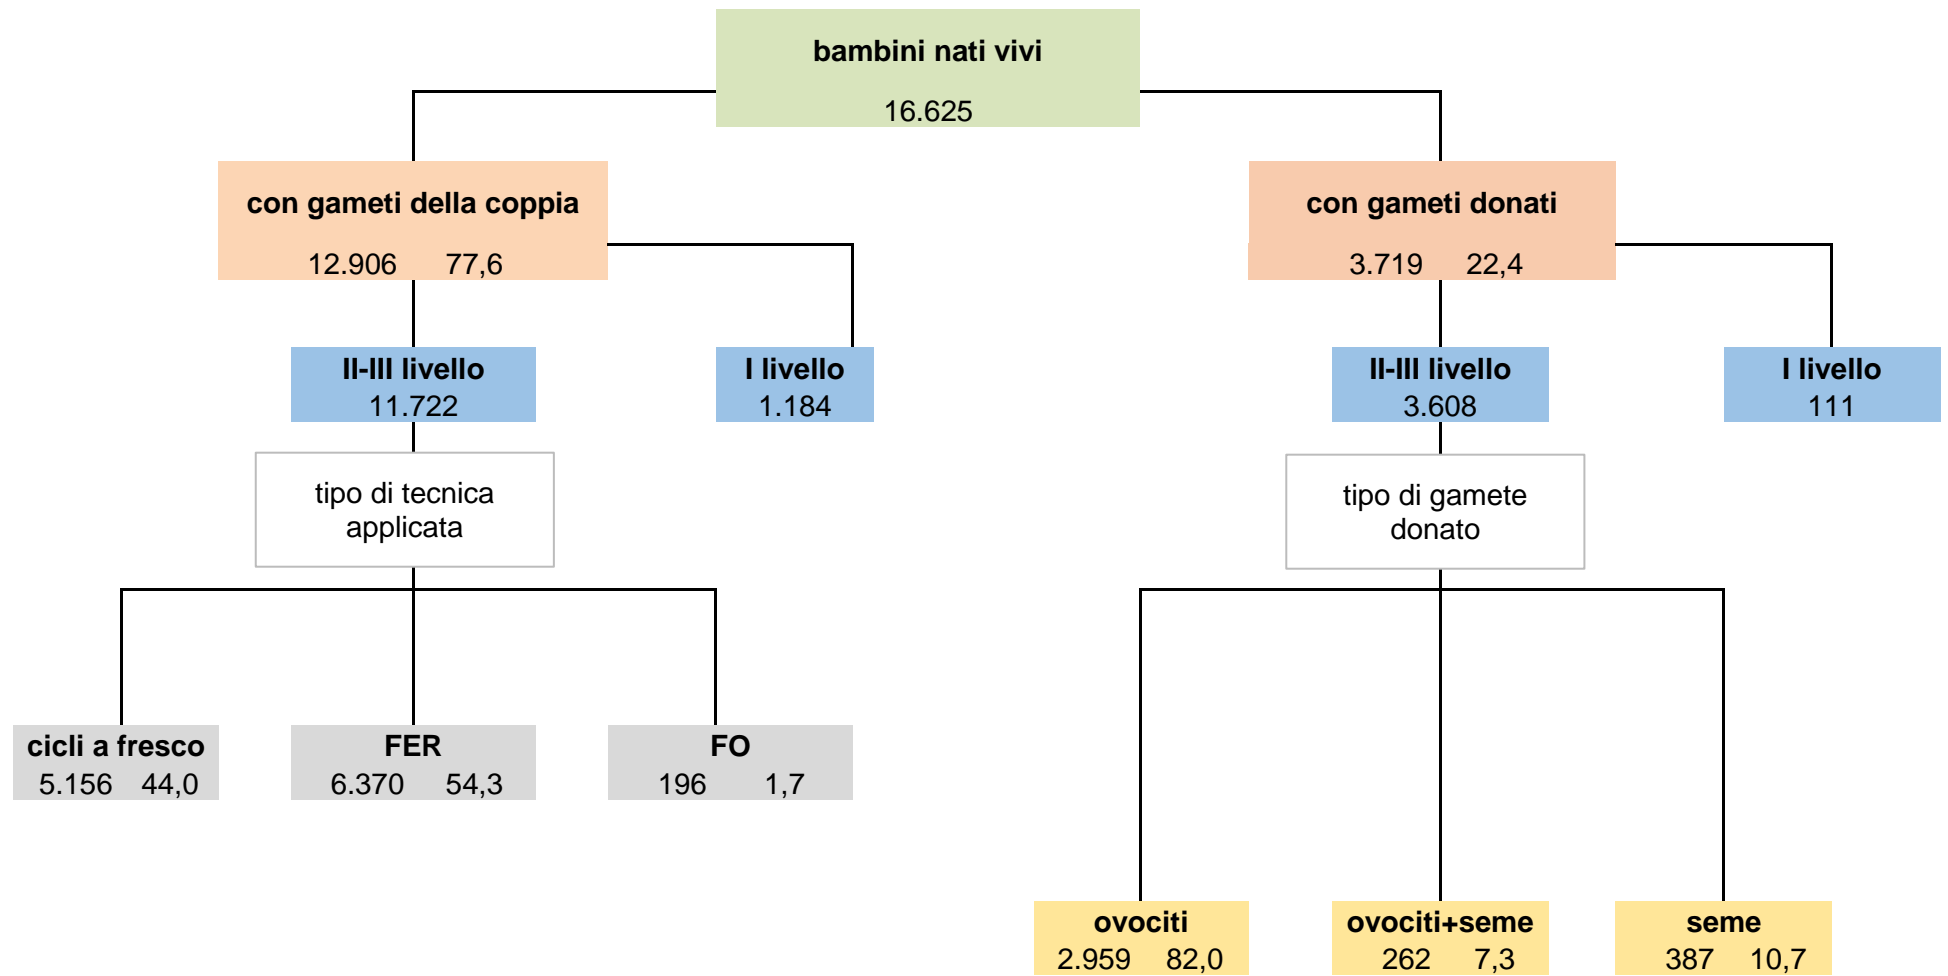 bambini nati vivi
16.625
con gameti della coppia
12.906 77,6
con gameti donati
3.719 22,4
II-III livello
11.722
I livello
1.184
II-III livello
3.608
I livello
111
tipo di tecnica
applicata
tipo di gamete
donato
cicli a fresco
5.156 44,0
FER
6.370 54,3
FO
196 1,7
ovociti
2.959 82,0
ovociti+seme
262 7,3
seme
387 10,7